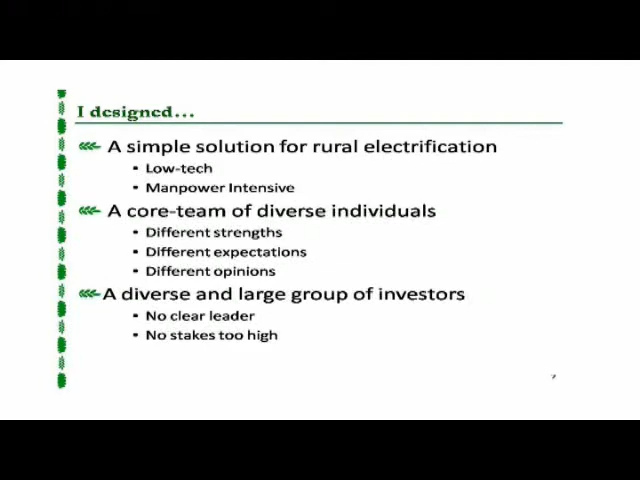 I designed...
A simple solution for rural electrification
Low-tech
Manpower Intensive
A core-team of diverse individuals
Different strengths
Different expectations
Different opinions
A diverse and large group of investors
No clear leader
No stakes too high